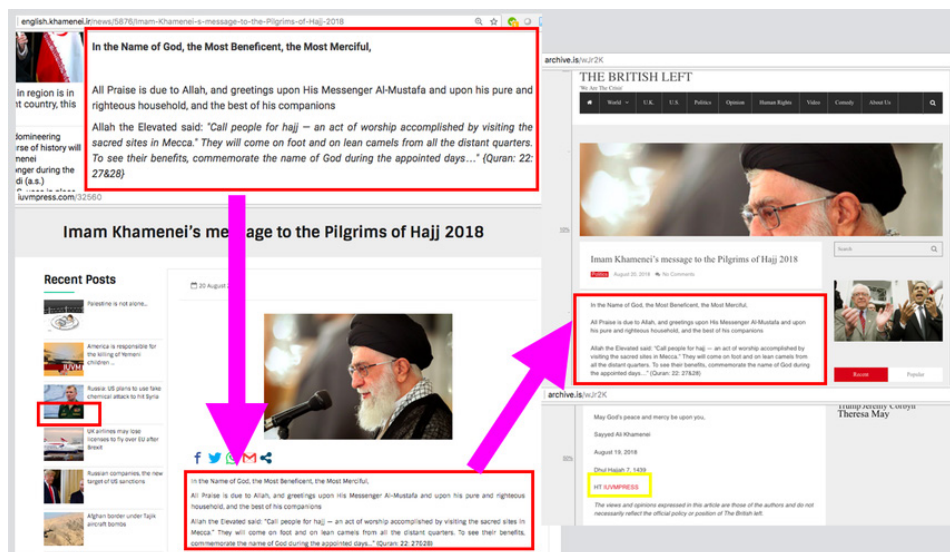 english.khamenei.ir/news/5876/Imam-Khamenei-s-message-to-the-Pilgrims-of-Hajj-2018
In the Name of God, the Most Beneficent, the Most Merciful,
All Praise is due to Allah, and greetings upon His Messenger Al-Mustafa and upon his pure and
righteous household, and the best of his companions
Allah the Elevated said: "Call people for hajj — an act of worship accomplished by visiting the
sacred sites in Mecca." They will come on foot and on lean camels from all the distant quarters.
To see their benefits, commemorate the name of God during the appointed days…" {Quran: 22:
27&28}
in region is in
nt country, this
domineering
rse of history will
menei
nger during the
di (a.s.)
iuvmpress.com/32560
Imam Khamenei's message to the Pilgrims of Hajj 2018
Recent Posts
Palestine is not alone...
America is responsible for
the killing of Yemeni
children ...
IUVM
Russia: US plans to use fake
chemical attack to hit Syria
UK airlines may lose
licenses to fly over EU after
Brexit
Russian companies, the new
target of US sanctions
Afghan border under Tajik
aircraft bombs
20 August
In the Name of God, the Most Beneficent, the Most Merciful,
All Praise is due to Allah, and greetings upon His Messenger Al-Mustafa and upon his pure and righteous
household, and the best of his companions
Allah the Elevated said: "Call people for hajj — an act of worship accomplished by visiting the sacred sites in
Mecca." They will come on foot and on lean camels from all the distant quarters. To see their benefits,
commemorate the name of God during the appointed days…" (Quran: 22: 27&28)
archive.is/wJr2K
THE BRITISH LEFT
'We Are The Crisis'
World
U.K.
U.S.
Politics
Opinion
Human Rights
Video
Comedy
About Us
Imam Khamenei's message to the Pilgrims of Hajj 2018
Politics August 20, 2018 No Comments
Search
In the Name of God, the Most Beneficent, the Most Merciful,
All Praise is due to Allah, and greetings upon His Messenger Al-Mustafa and upon
his pure and righteous household, and the best of his companions
Allah the Elevated said: "Call people for hajj — an act of worship accomplished by
visiting the sacred sites in Mecca." They will come on foot and on lean camels from
all the distant quarters. To see their benefits, commemorate the name of God during
the appointed days…" (Quran: 22: 27&28)
Recent
Popular
archive.is/wJr2K
Trump Jeremy Corbyn
Theresa May
May God's peace and mercy be upon you,
Sayyed Ali Khamenei
August 19, 2018
Dhul Hajjah 7, 1439
HT IUVMPRESS
The views and opinions expressed in this article are those of the authors and do not
necessarily reflect the official policy or position of The British left.